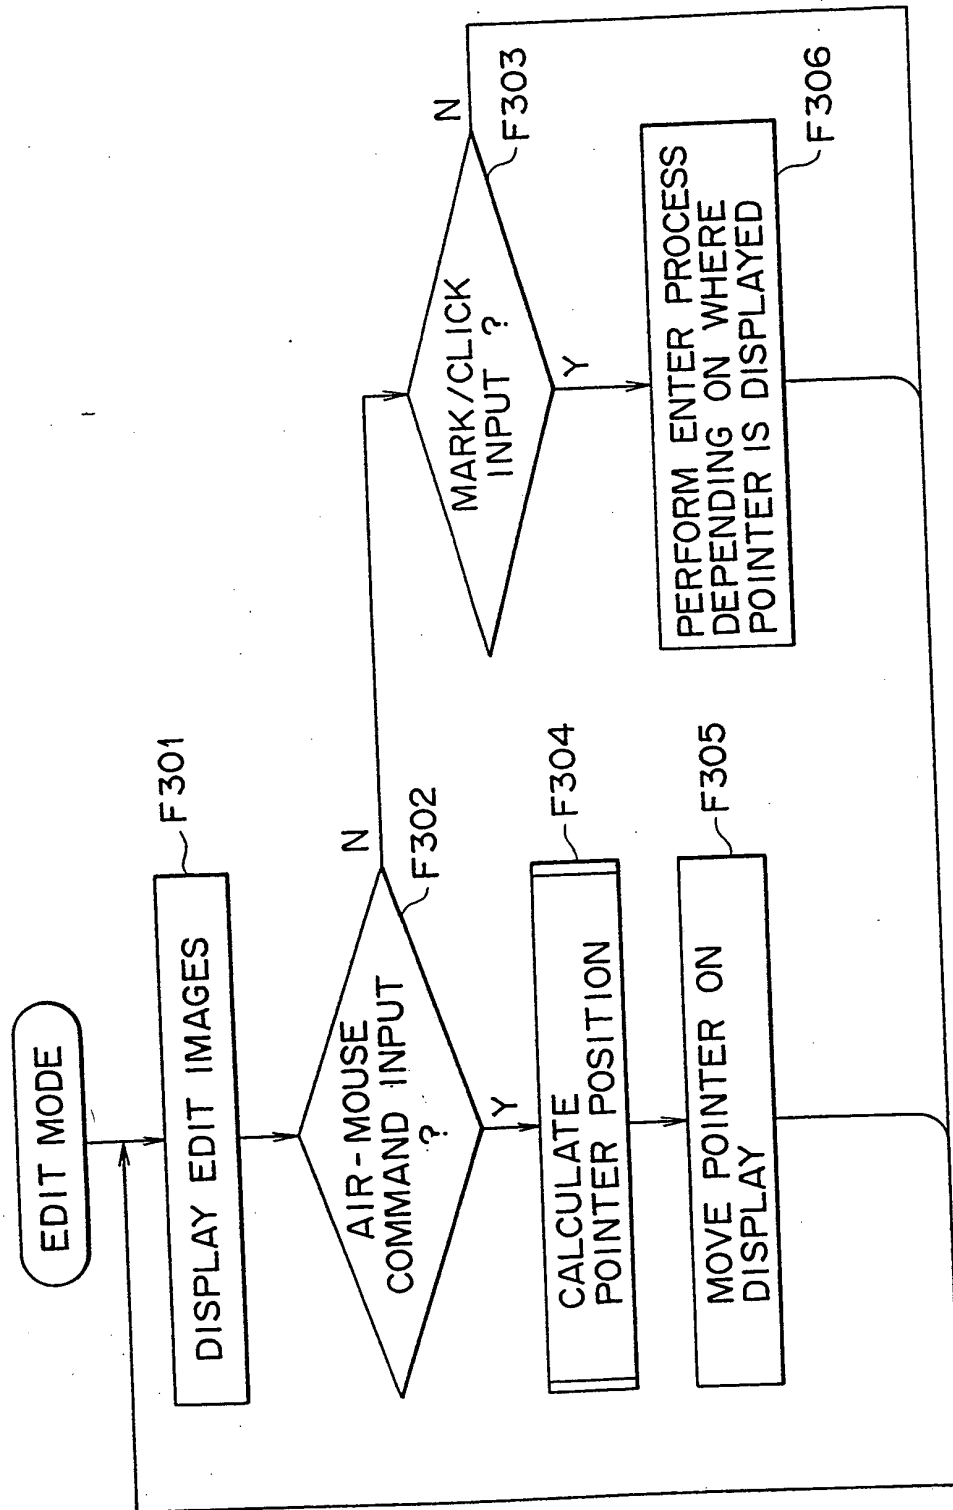 EDIT MODE
DISPLAY EDIT IMAGES
F301
AIR-MOUSE
COMMAND INPUT
?
F302
N
Y
CALCULATE
POINTER POSITION
F304
MOVE POINTER ON
DISPLAY
F305
MARK/CLICK
INPUT ?
F303
N
Y
PERFORM ENTER PROCESS
DEPENDING ON WHERE
POINTER IS DISPLAYED
F306